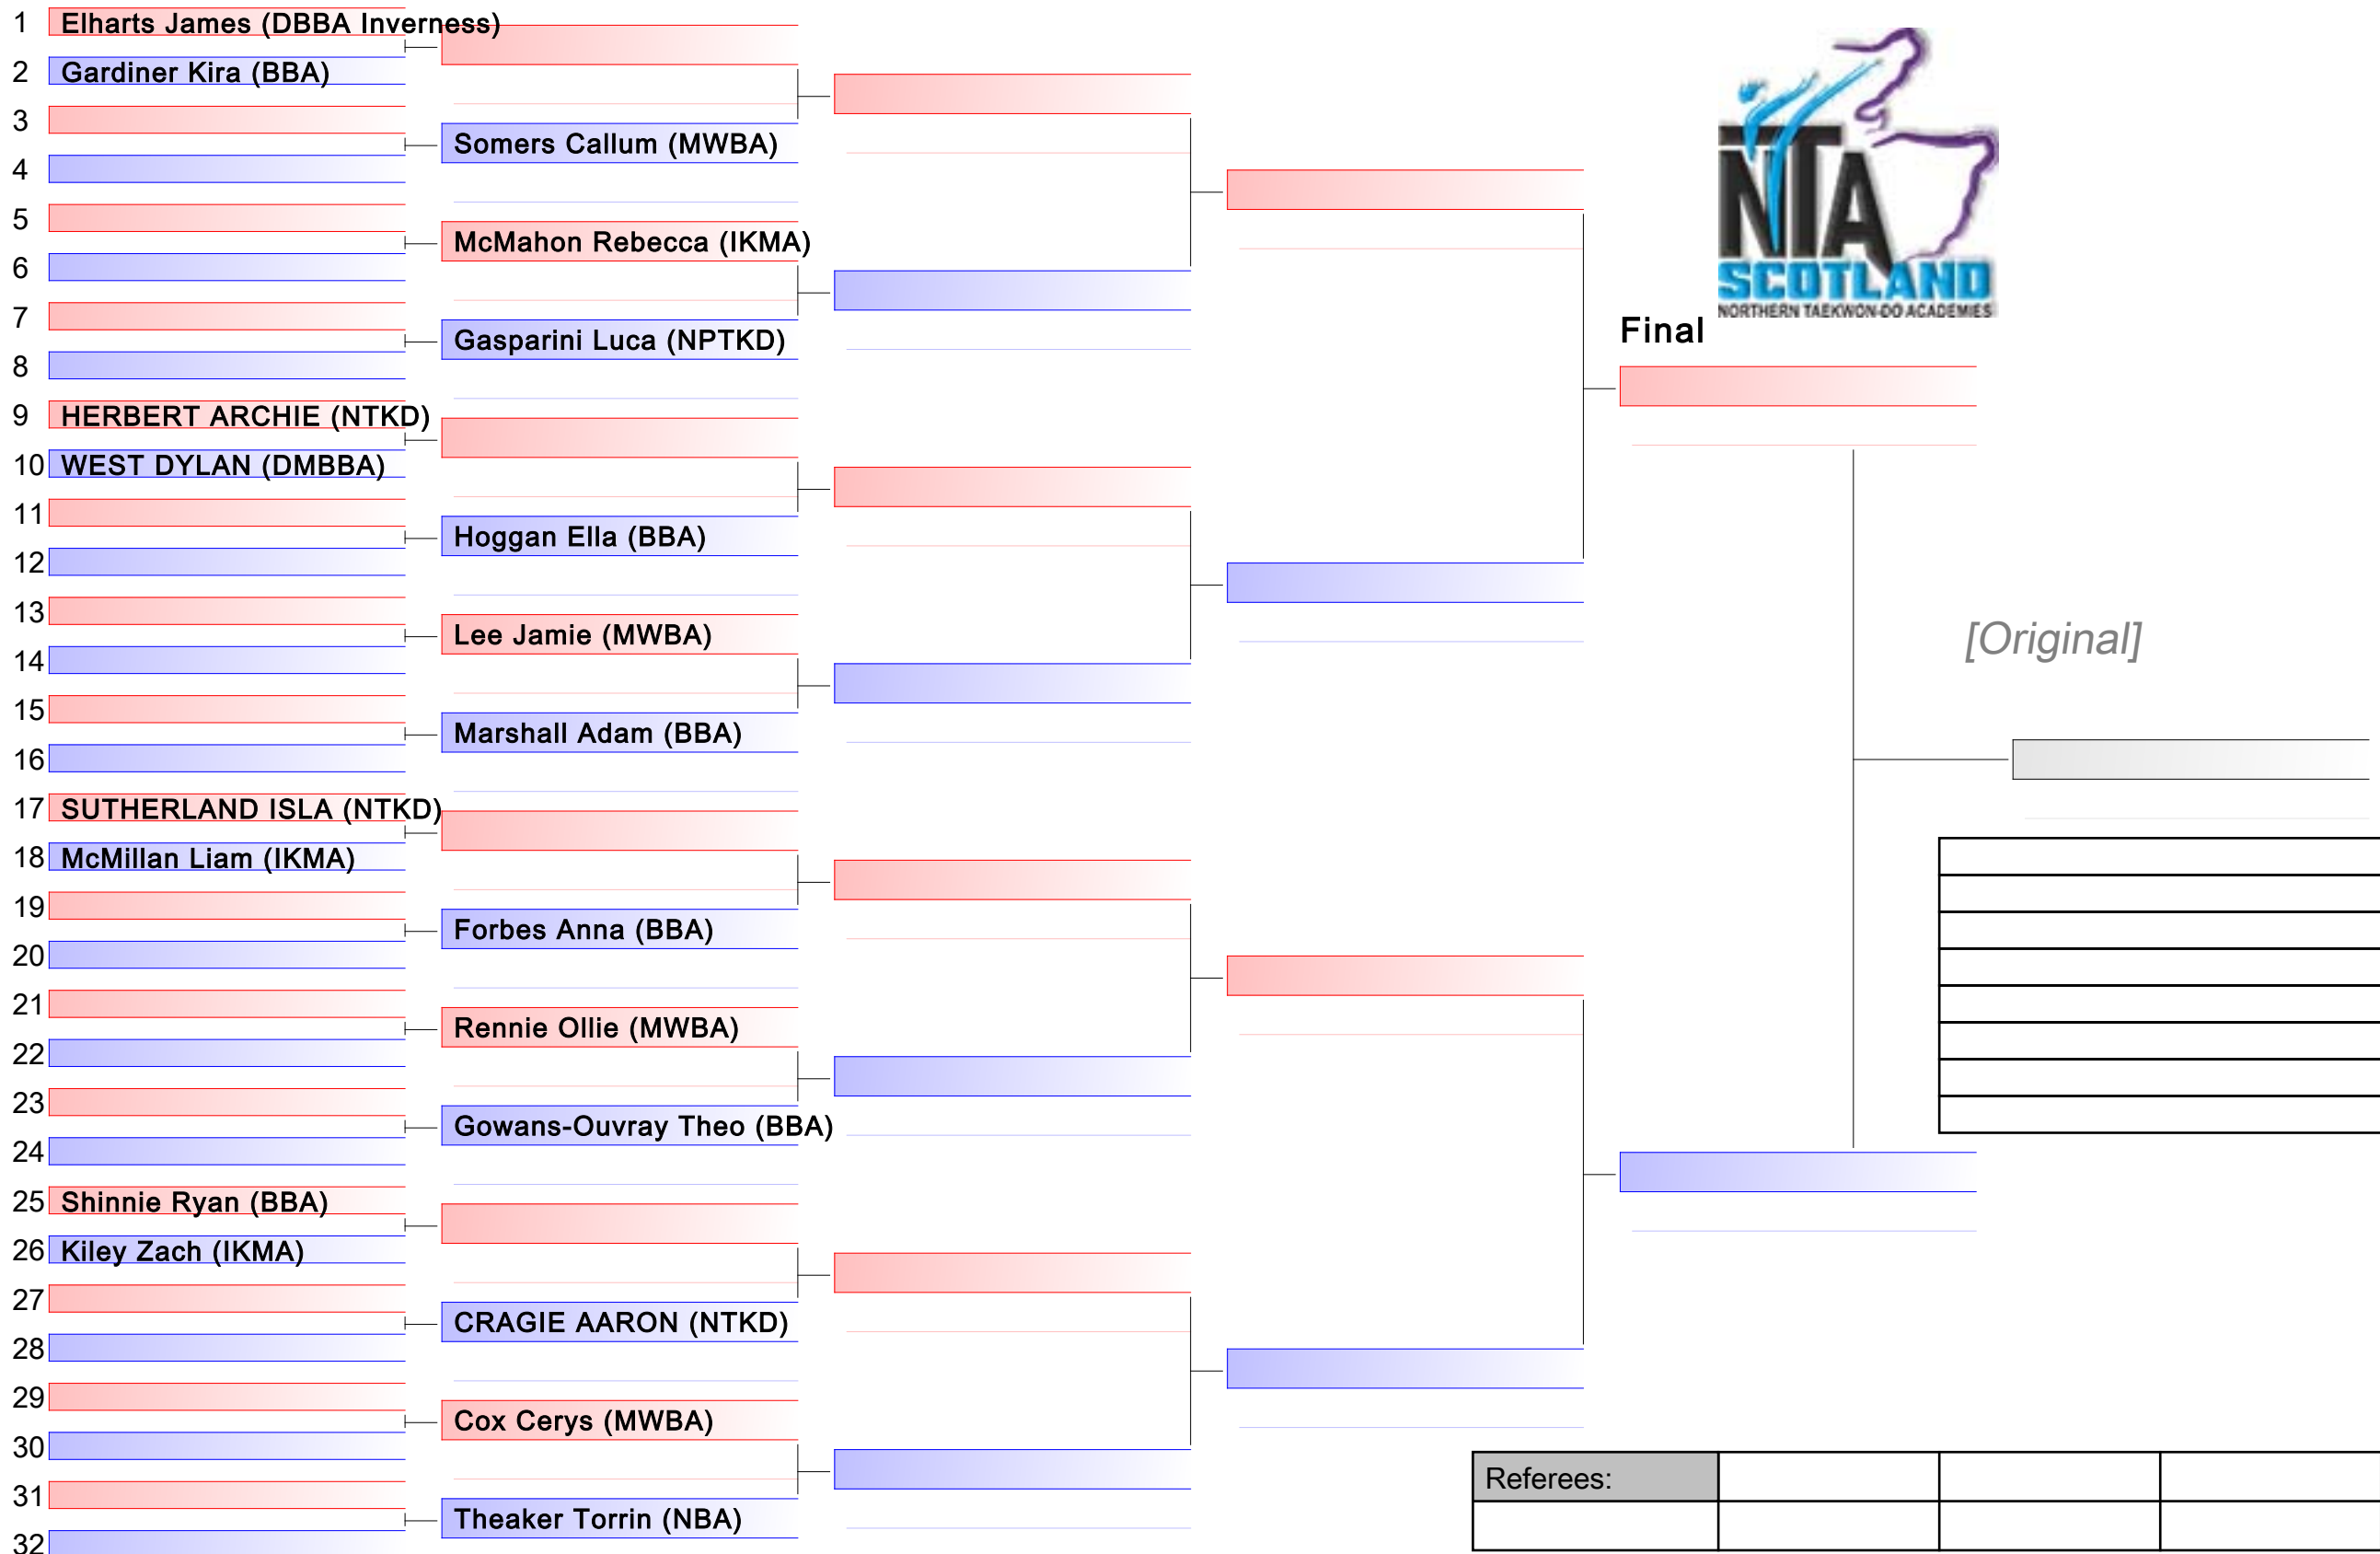 1 Elharts James (DBBA Inverness)
2 Gardiner Kira (BBA)
3
4
5
6
7
8
9 HERBERT ARCHIE (NTKD)
10 WEST DYLAN (DMBBA)
11
12
13
14
15
16
17 SUTHERLAND ISLA (NTKD)
18 McMillan Liam (IKMA)
19
20
21
22
23
24
25 Shinnie Ryan (BBA)
26 Kiley Zach (IKMA)
27
28
29
30
31
32
Somers Callum (MWBA)
McMahon Rebecca (IKMA)
Gasparini Luca (NPTKD)
Hoggan Ella (BBA)
Lee Jamie (MWBA)
Marshall Adam (BBA)
Forbes Anna (BBA)
Rennie Ollie (MWBA)
Gowans-Ouvray Theo (BBA)
CRAGIE AARON (NTKD)
Cox Cerys (MWBA)
Theaker Torrin (NBA)
NTA
SCOTLAND
NORTHERN TAEKWON-DO ACADEMIES
Final
[Original]
Referees: